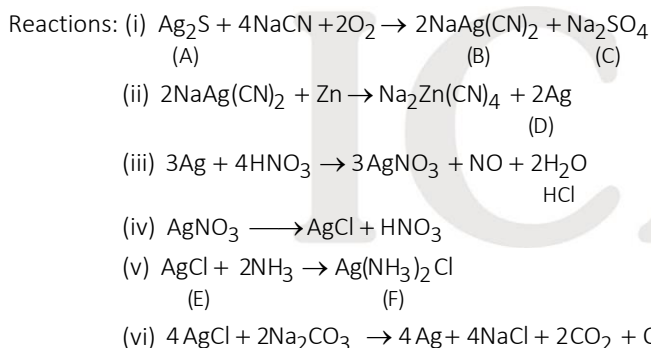 Reactions: (i) Ag₂S + 4NaCN +2O₂ → 2NaAg(CN)₂ + Na₂SO₄
(A) (B) (C)
(ii) 2NaAg(CN)₂ + Zn → Na₂Zn(CN)₄ + 2Ag
(D)
(iii) 3Ag + 4HNO₃ → 3AgNO₃ + NO + 2H₂O
HCl
(iv) AgNO₃ ⟶ AgCl + HNO₃
(v) AgCl + 2NH₃ → Ag(NH₃)₂Cl
(E) (F)
(vi) 4AgCl + 2Na₂CO₃ → 4Ag + 4NaCl + 2CO₂ +